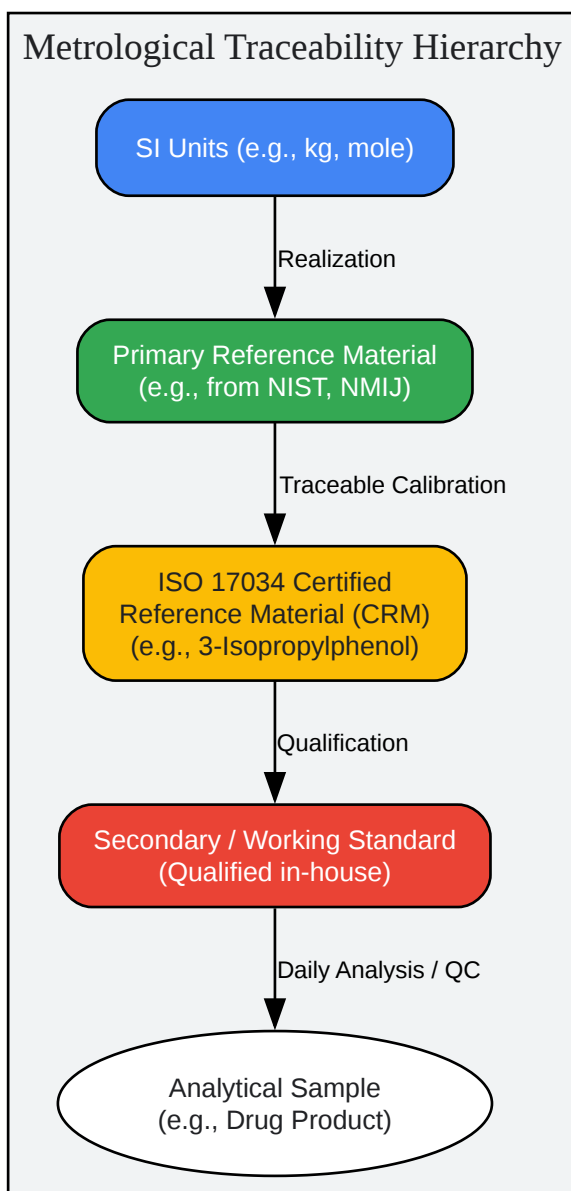 Metrological Traceability Hierarchy
SI Units (e.g., kg, mole)
Realization
Primary Reference Material
(e.g., from NIST, NMIJ)
Traceable Calibration
ISO 17034 Certified
Reference Material (CRM)
(e.g., 3-Isopropylphenol)
Qualification
Secondary / Working Standard
(Qualified in-house)
Daily Analysis / QC
Analytical Sample
(e.g., Drug Product)